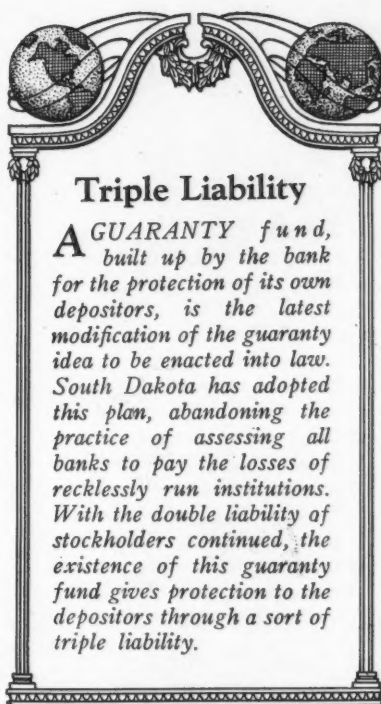 Triple Liability
A GUARANTY fund,
built up by the bank
for the protection of its own
depositors, is the latest
modification of the guaranty
idea to be enacted into law.
South Dakota has adopted
this plan, abandoning the
practice of assessing all
banks to pay the losses of
recklessly run institutions.
With the double liability of
stockholders continued, the
existence of this guaranty
fund gives protection to the
depositors through a sort of
triple liability.